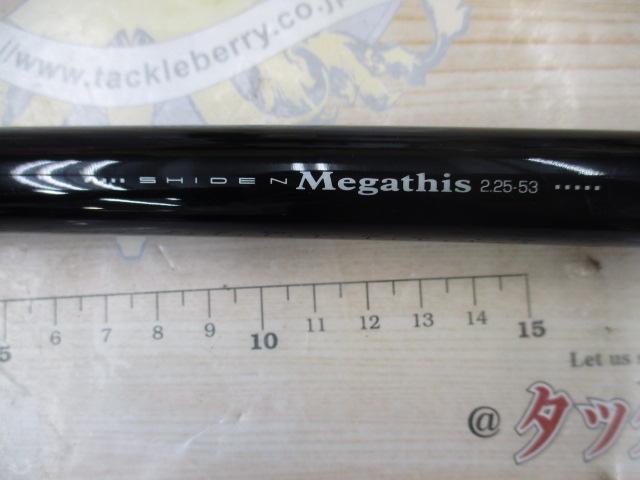 //www.tackleberry.co.jp
SHIDEN Megathis 2.25-53
5 6 7 8 9 10 11 12 13 14 15
Let us
@タッ